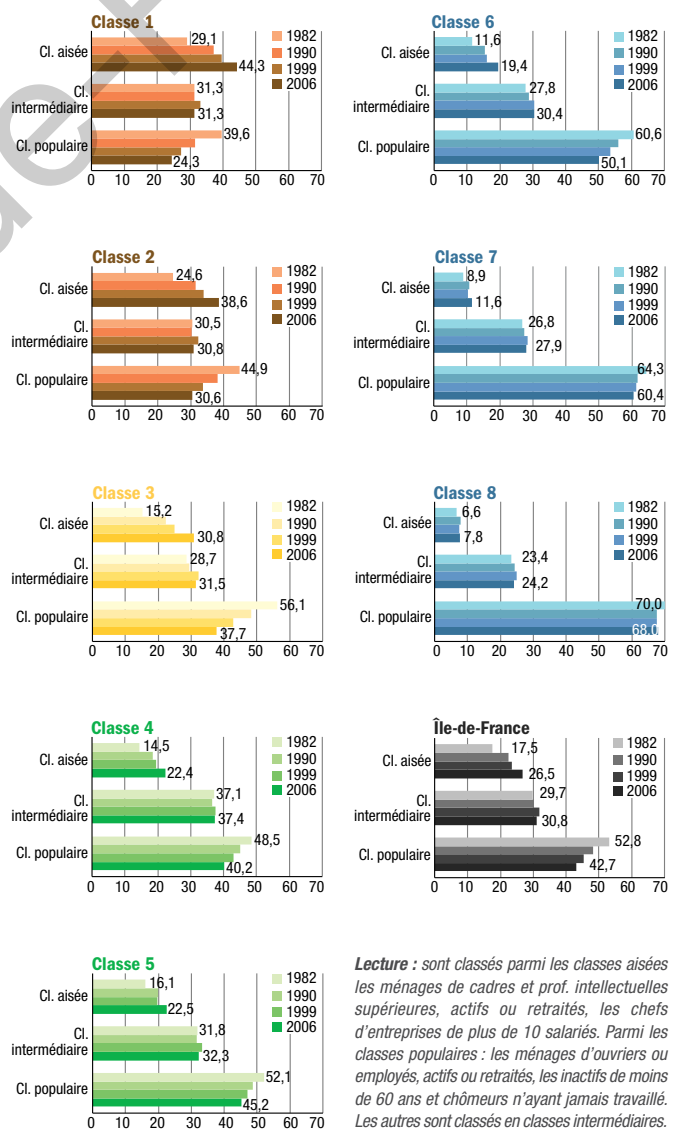 Classe 1
1982
1990
1999
2006
Cl. aisée
29,1
44,3
Cl.
intermédiaire
31,3
31,3
Cl. populaire
39,6
24,3
0 10 20 30 40 50 60 70
Classe 6
1982
1990
1999
2006
Cl. aisée
11,6
19,4
Cl.
intermédiaire
27,8
30,4
Cl. populaire
60,6
50,1
0 10 20 30 40 50 60 70
Classe 2
1982
1990
1999
2006
Cl. aisée
24,6
38,6
Cl.
intermédiaire
30,5
30,8
Cl. populaire
44,9
30,6
0 10 20 30 40 50 60 70
Classe 7
1982
1990
1999
2006
Cl. aisée
8,9
11,6
Cl.
intermédiaire
26,8
27,9
Cl. populaire
64,3
60,4
0 10 20 30 40 50 60 70
Classe 3
1982
1990
1999
2006
Cl. aisée
15,2
30,8
Cl.
intermédiaire
28,7
31,5
Cl. populaire
56,1
37,7
0 10 20 30 40 50 60 70
Classe 8
1982
1990
1999
2006
Cl. aisée
6,6
7,8
Cl.
intermédiaire
23,4
24,2
Cl. populaire
70,0
68,0
0 10 20 30 40 50 60 70
Classe 4
1982
1990
1999
2006
Cl. aisée
14,5
22,4
Cl.
intermédiaire
37,1
37,4
Cl. populaire
48,5
40,2
0 10 20 30 40 50 60 70
Île-de-France
1982
1990
1999
2006
Cl. aisée
17,5
26,5
Cl.
intermédiaire
29,7
30,8
Cl. populaire
52,8
42,7
0 10 20 30 40 50 60 70
Classe 5
1982
1990
1999
2006
Cl. aisée
16,1
22,5
Cl.
intermédiaire
31,8
32,3
Cl. populaire
52,1
45,2
0 10 20 30 40 50 60 70
Lecture : sont classés parmi les classes aisées
les ménages de cadres et prof. intellectuelles
supérieures, actifs ou retraités, les chefs
d'entreprises de plus de 10 salariés. Parmi les
classes populaires : les ménages d'ouvriers ou
employés, actifs ou retraités, les inactifs de moins
de 60 ans et chômeurs n'ayant jamais travaillé.
Les autres sont classés en classes intermédiaires.